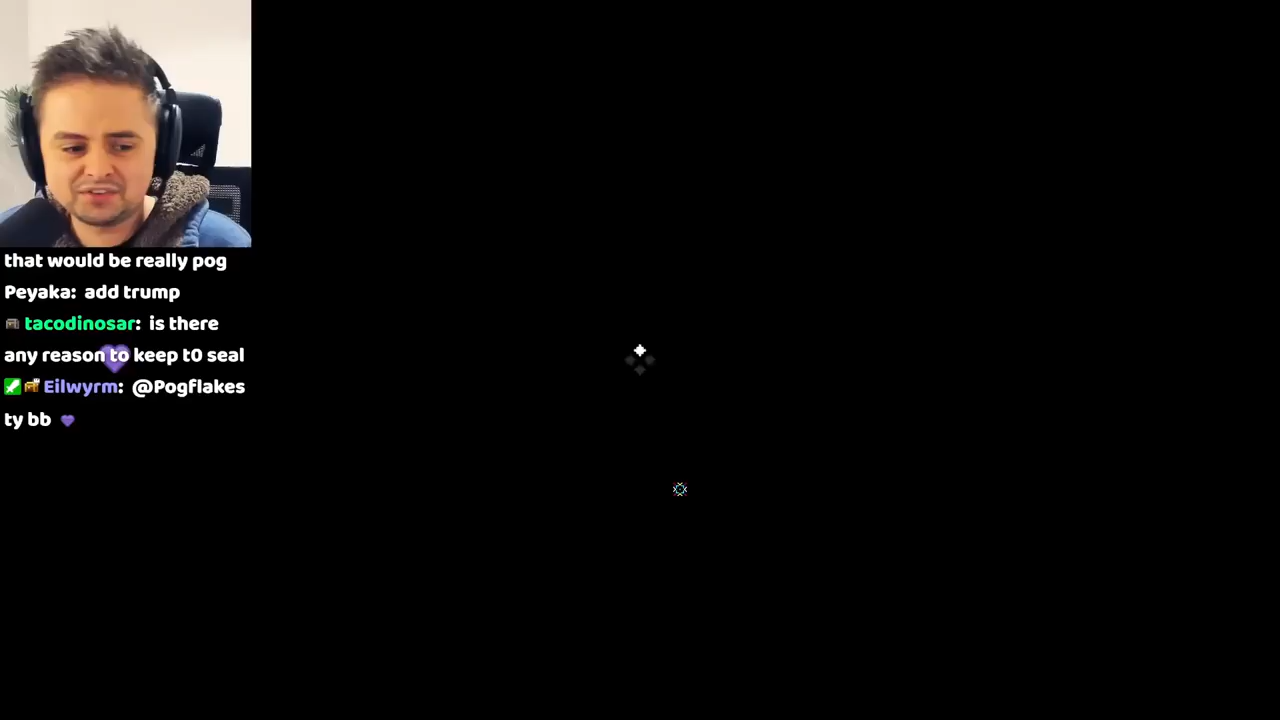 that would be really pog
Peyaka: add trump
tacodinosar: is there
any reason to keep t0 seal
Eilwyrm: @Pogflakes
ty bb